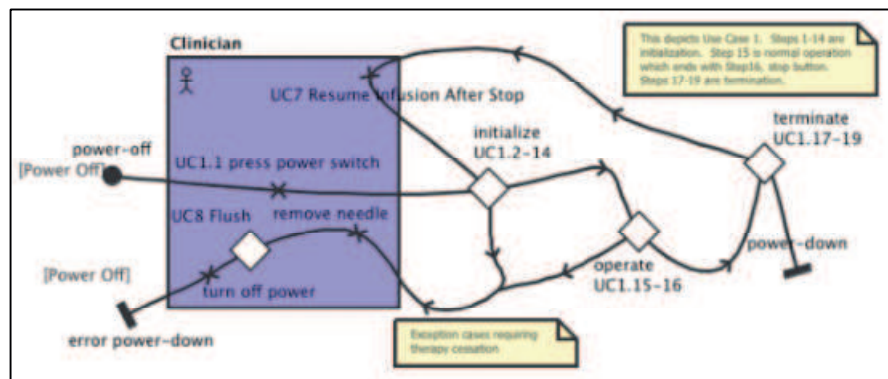 This depicts Use Case 1. Steps 1-14 are
initialization. Step 15 is normal operation
which ends with Step16, stop button.
Steps 17-19 are termination.
Clinician
UC7 Resume Infusion After Stop
initialize
UC1.2-14
terminate
UC1.17-19
power-off
[Power Off]
UC1.1 press power switch
UC8 Flush
remove needle
power-down
operate
UC1.15-16
[Power Off]
turn off power
error power-down
Exception cases requiring
therapy cessation